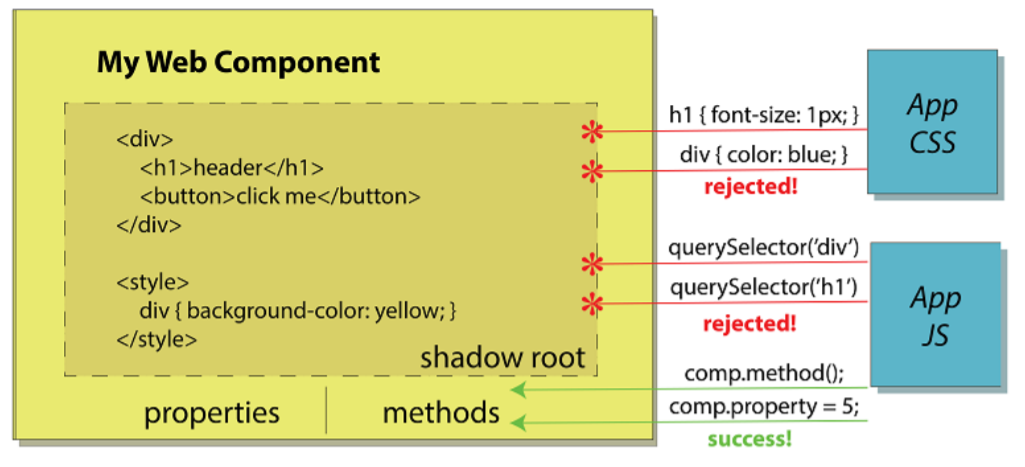 My Web Component
<div>
<h1>header</h1>
<button>click me</button>
</div>
<style>
div { background-color: yellow; }
</style>
shadow root
properties
methods
h1 { font-size: 1px; }
div { color: blue; }
rejected!
App
CSS
querySelector(‘div’)
querySelector(‘h1’)
rejected!
App
JS
comp.method();
comp.property = 5;
success!